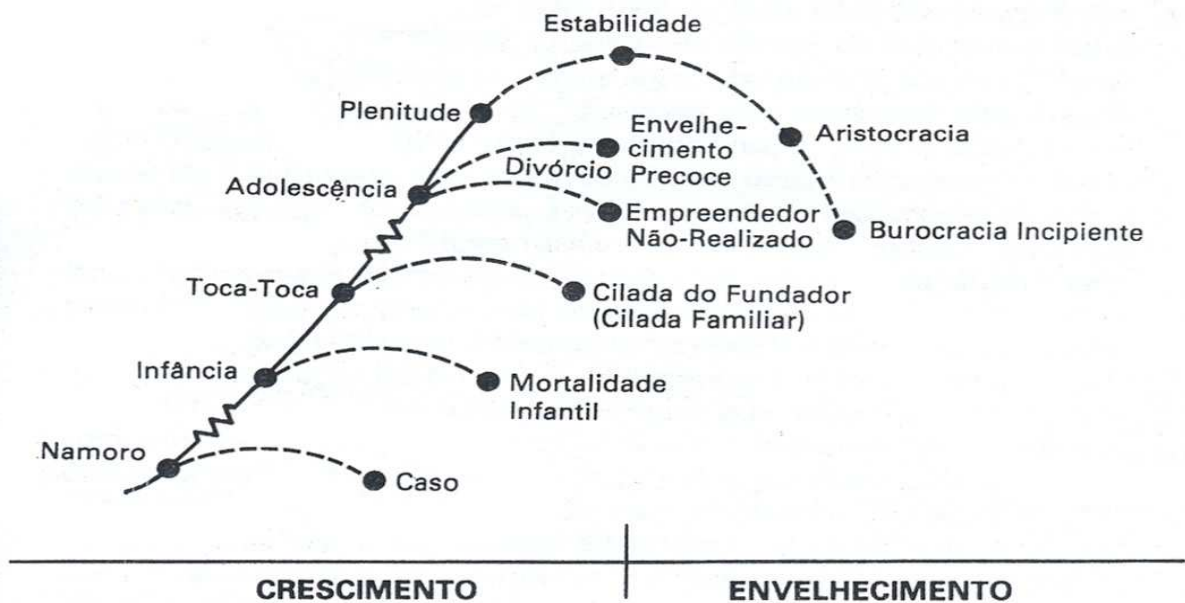 Estabilidade
Plenitude
Envelhe-
cimento
Precoce
Aristocracia
Divórcio
Adolescência
Empreendedor
Não-Realizado
Burocracia Incipiente
Toca-Toca
Cilada do Fundador
(Cilada Familiar)
Infância
Mortalidade
Infantil
Namoro
Caso
CRESCIMENTO
ENVELHECIMENTO